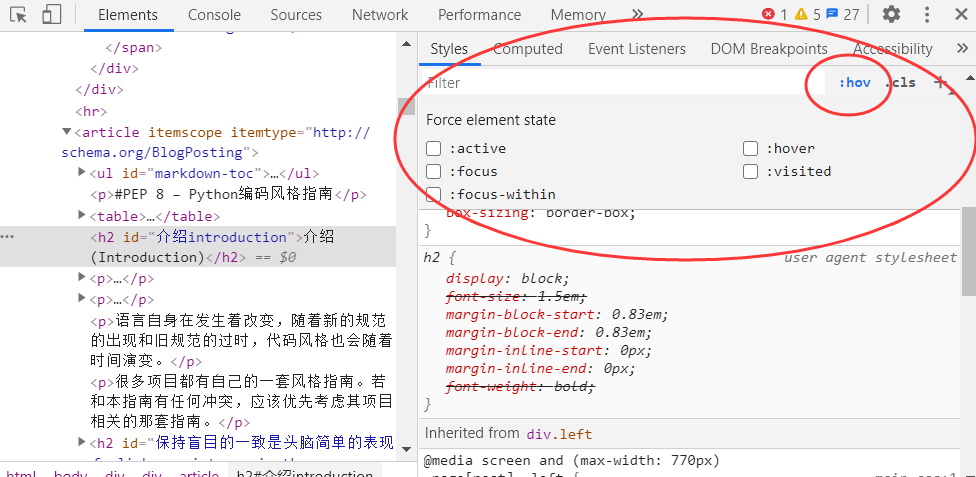 Elements Console Sources Network Performance Memory » 1 5 27
</span>
</div>
</div>
<hr>
<article itemscope itemtype="http://
schema.org/BlogPosting">
<ul id="markdown-toc">…</ul>
<p>#PEP 8 – Python编码风格指南</p>
<table>…</table>
<h2 id="介绍introduction">介绍
(Introduction)</h2> == $0
<p>…</p>
<p>…</p>
<p>语言自身在发生着改变，随着新的规范
的出现和旧规范的过时，代码风格也会随着
时间演变。</p>
<p>很多项目都有自己的一套风格指南。若
和本指南有任何冲突，应该优先考虑其项目
相关的那套指南。</p>
<h2 id="保持盲目的一致是头脑简单的表现
html body div div article h2#介绍introduction
Styles Computed Event Listeners DOM Breakpoints Accessibility »
Filter :hov .cls +
Force element state
:active :hover
:focus :visited
:focus-within
box-sizing: border-box;
}
h2 { user agent stylesheet
display: block;
font-size: 1.5em;
margin-block-start: 0.83em;
margin-block-end: 0.83em;
margin-inline-start: 0px;
margin-inline-end: 0px;
font-weight: bold;
}
Inherited from div.left
@media screen and (max-width: 770px)